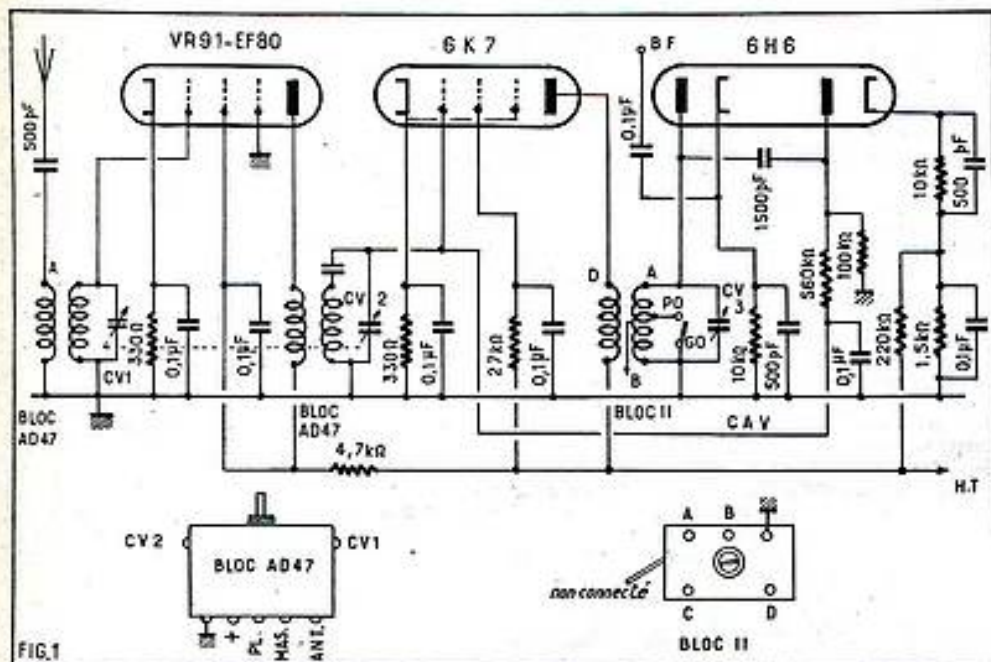 VR91-EF80
6K7
6H6
BF
500pF
0,1µF
1500pF
10kΩ
500 pF
A
CV1
330Ω
0,1µF
0,1µF
CV 2
330Ω
0,1µF
27kΩ
0,1µF
D
A
PO
GO
B
CV 3
10kΩ
500pF
560kΩ
100kΩ
0,1µF
220kΩ
1,5kΩ
0,1µF
BLOC AD47
BLOC AD47
BLOC II
CAV
4,7kΩ
H.T
CV2
CV1
BLOC AD47
+
PL.
MAS.
ANT.
A
B
non connecté
C
D
BLOC II
FIG.1